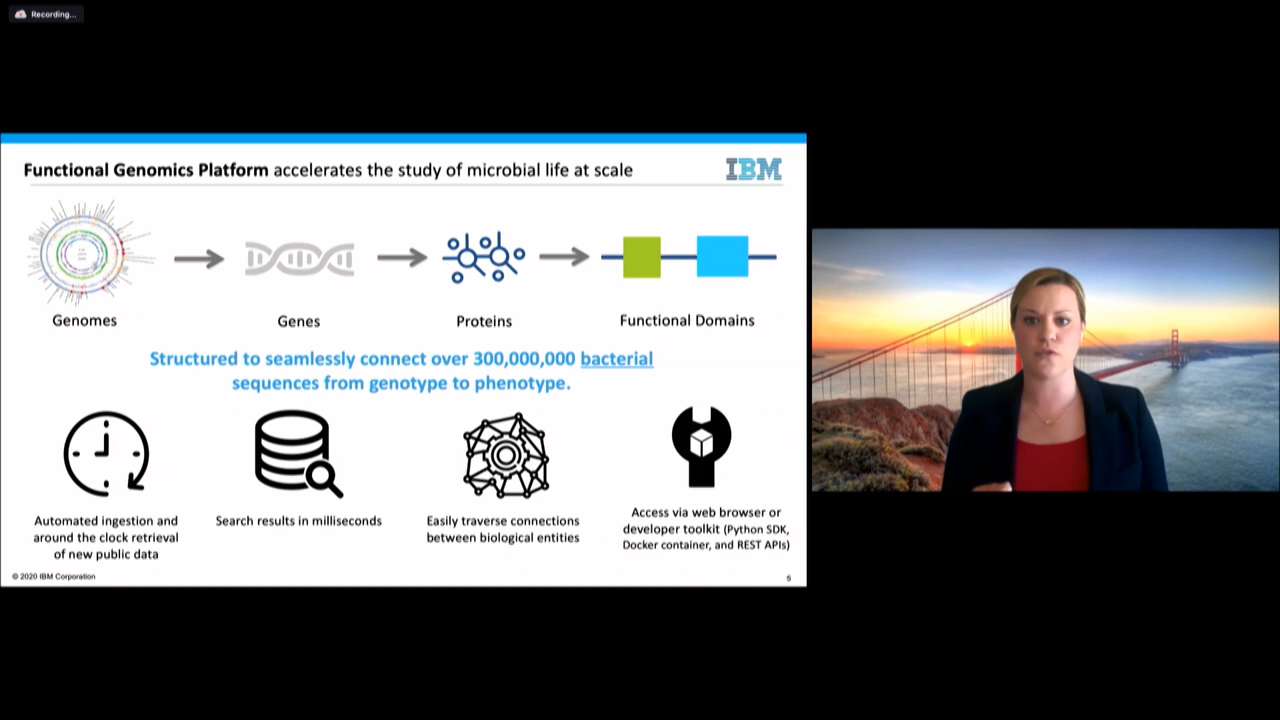 Recording...
Functional Genomics Platform accelerates the study of microbial life at scale
IBM
Genomes
Genes
Proteins
Functional Domains
Structured to seamlessly connect over 300,000,000 bacterial
sequences from genotype to phenotype.
Automated ingestion and
around the clock retrieval
of new public data
Search results in milliseconds
Easily traverse connections
between biological entities
Access via web browser or
developer toolkit (Python SDK,
Docker container, and REST APIs)
© 2020 IBM Corporation
5